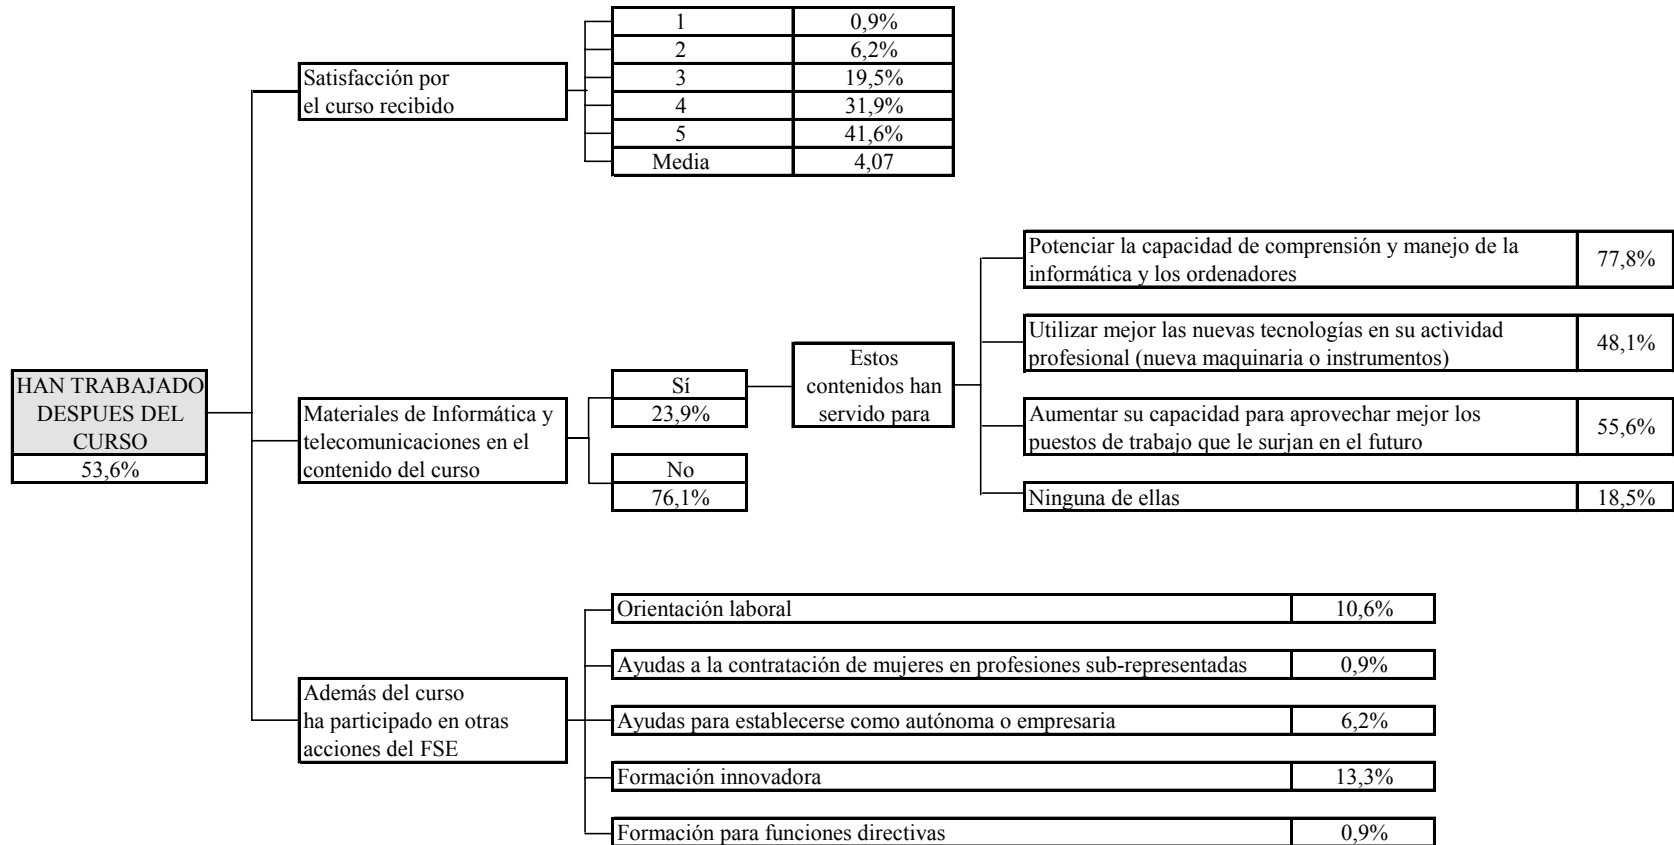 1 0,9%
2 6,2%
3 19,5%
4 31,9%
5 41,6%
Media 4,07
Satisfacción por
el curso recibido
HAN TRABAJADO
DESPUES DEL
CURSO
53,6%
Materiales de Informática y
telecomunicaciones en el
contenido del curso
Sí
23,9%
No
76,1%
Estos
contenidos han
servido para
Potenciar la capacidad de comprensión y manejo de la
informática y los ordenadores
77,8%
Utilizar mejor las nuevas tecnologías en su actividad
profesional (nueva maquinaria o instrumentos)
48,1%
Aumentar su capacidad para aprovechar mejor los
puestos de trabajo que le surjan en el futuro
55,6%
Ninguna de ellas 18,5%
Además del curso
ha participado en otras
acciones del FSE
Orientación laboral 10,6%
Ayudas a la contratación de mujeres en profesiones sub-representadas 0,9%
Ayudas para establecerse como autónoma o empresaria 6,2%
Formación innovadora 13,3%
Formación para funciones directivas 0,9%